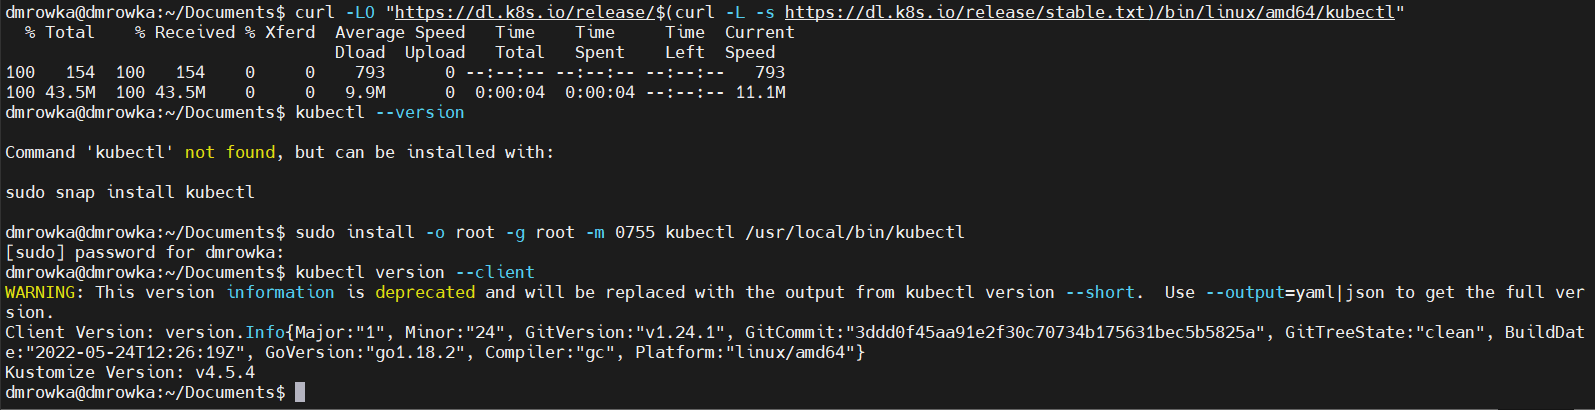 dmrowka@dmrowka:~/Documents$ curl -LO "https://dl.k8s.io/release/$(curl -L -s https://dl.k8s.io/release/stable.txt)/bin/linux/amd64/kubectl"
  % Total    % Received % Xferd  Average Speed   Time    Time     Time  Current
                                 Dload  Upload   Total   Spent    Left  Speed
100   154  100   154    0     0    793      0 --:--:-- --:--:-- --:--:--   793
100 43.5M  100 43.5M    0     0   9.9M      0  0:00:04  0:00:04 --:--:-- 11.1M
dmrowka@dmrowka:~/Documents$ kubectl --version

Command 'kubectl' not found, but can be installed with:

sudo snap install kubectl

dmrowka@dmrowka:~/Documents$ sudo install -o root -g root -m 0755 kubectl /usr/local/bin/kubectl
[sudo] password for dmrowka:
dmrowka@dmrowka:~/Documents$ kubectl version --client
WARNING: This version information is deprecated and will be replaced with the output from kubectl version --short.  Use --output=yaml|json to get the full ver
sion.
Client Version: version.Info{Major:"1", Minor:"24", GitVersion:"v1.24.1", GitCommit:"3ddd0f45aa91e2f30c70734b175631bec5b5825a", GitTreeState:"clean", BuildDat
e:"2022-05-24T12:26:19Z", GoVersion:"go1.18.2", Compiler:"gc", Platform:"linux/amd64"}
Kustomize Version: v4.5.4
dmrowka@dmrowka:~/Documents$